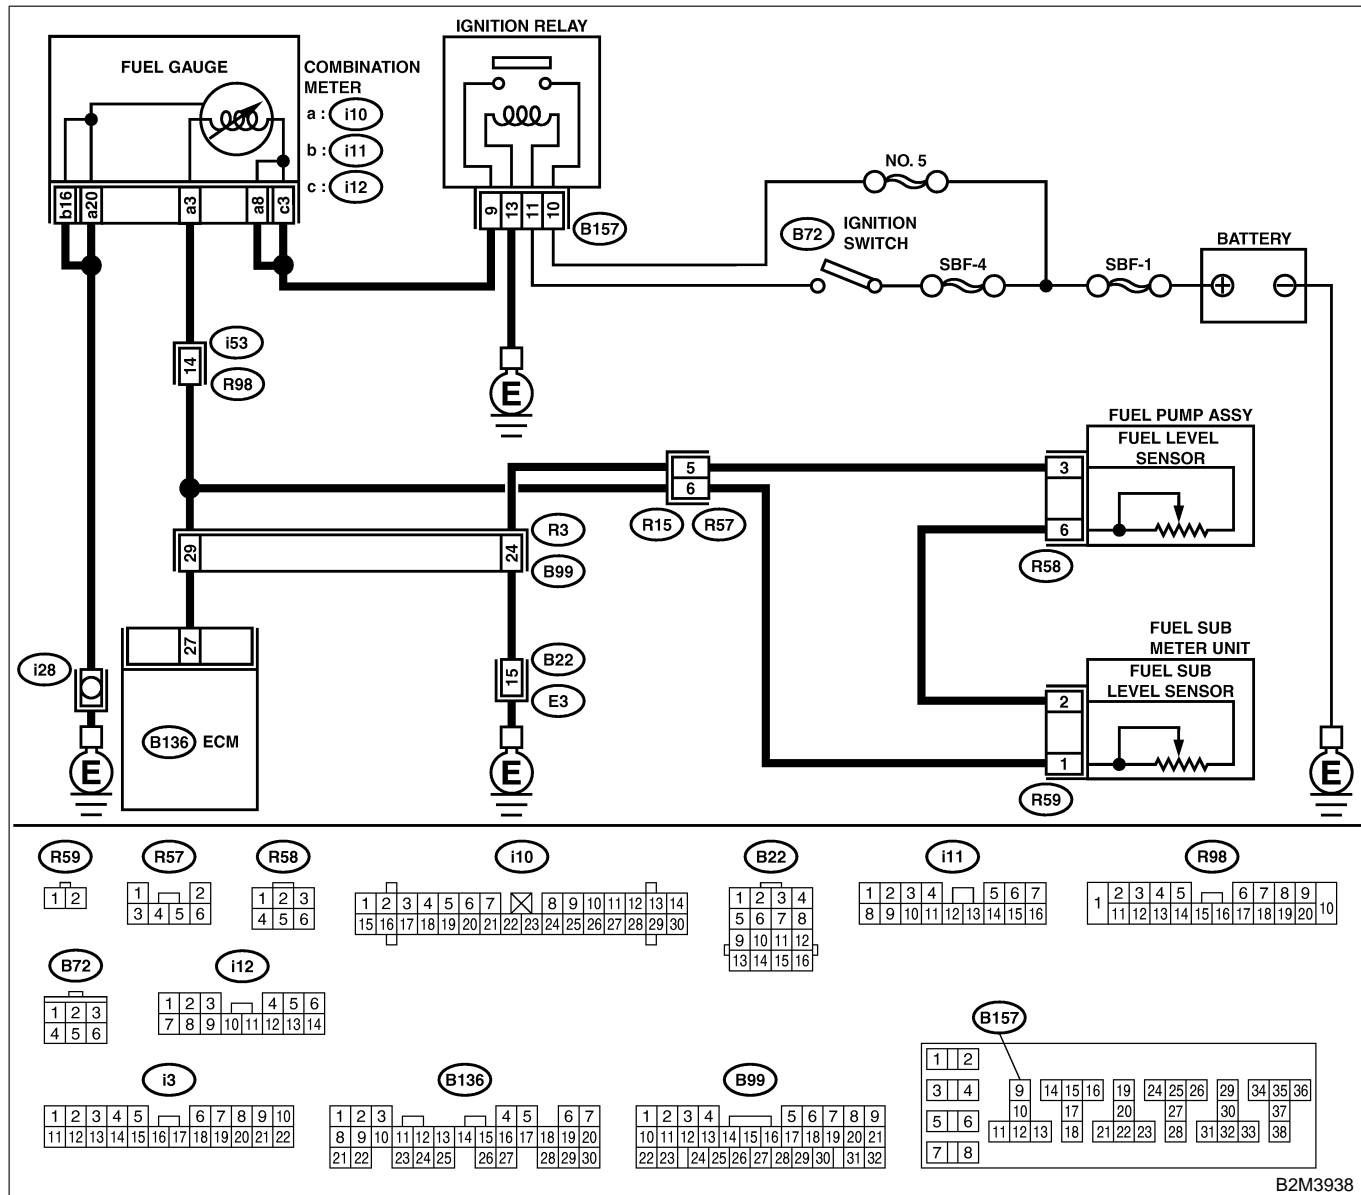 IGNITION RELAY
FUEL GAUGE
COMBINATION
METER
a : i10
b : i11
c : i12
b16 a20 a3 a8 c3
9 13 11 10
B157
NO. 5
B72
IGNITION
SWITCH
SBF-4
SBF-1
BATTERY
+ −
14
i53
R98
E
FUEL PUMP ASSY
FUEL LEVEL
SENSOR
3
6
R58
5
6
R15 R57
29 24
R3
B99
27
B136 ECM
i28
E
15
B22
E3
E
FUEL SUB
METER UNIT
FUEL SUB
LEVEL SENSOR
2
1
R59
E
R59
1 2
R57
1 2
3 4 5 6
R58
1 2 3
4 5 6
i10
1 2 3 4 5 6 7 8 9 10 11 12 13 14
15 16 17 18 19 20 21 22 23 24 25 26 27 28 29 30
B22
1 2 3 4
5 6 7 8
9 10 11 12
13 14 15 16
i11
1 2 3 4 5 6 7
8 9 10 11 12 13 14 15 16
R98
1 2 3 4 5 6 7 8 9 10
11 12 13 14 15 16 17 18 19 20
B72
1 2 3
4 5 6
i12
1 2 3 4 5 6
7 8 9 10 11 12 13 14
i3
1 2 3 4 5 6 7 8 9 10
11 12 13 14 15 16 17 18 19 20 21 22
B136
1 2 3 4 5 6 7
8 9 10 11 12 13 14 15 16 17 18 19 20
21 22 23 24 25 26 27 28 29 30
B99
1 2 3 4 5 6 7 8 9
10 11 12 13 14 15 16 17 18 19 20 21
22 23 24 25 26 27 28 29 30 31 32
B157
1 2
3 4 9 14 15 16 19 24 25 26 29 34 35 36
10 17 20 27 30 37
5 6 11 12 13 18 21 22 23 28 31 32 33 38
7 8
B2M3938